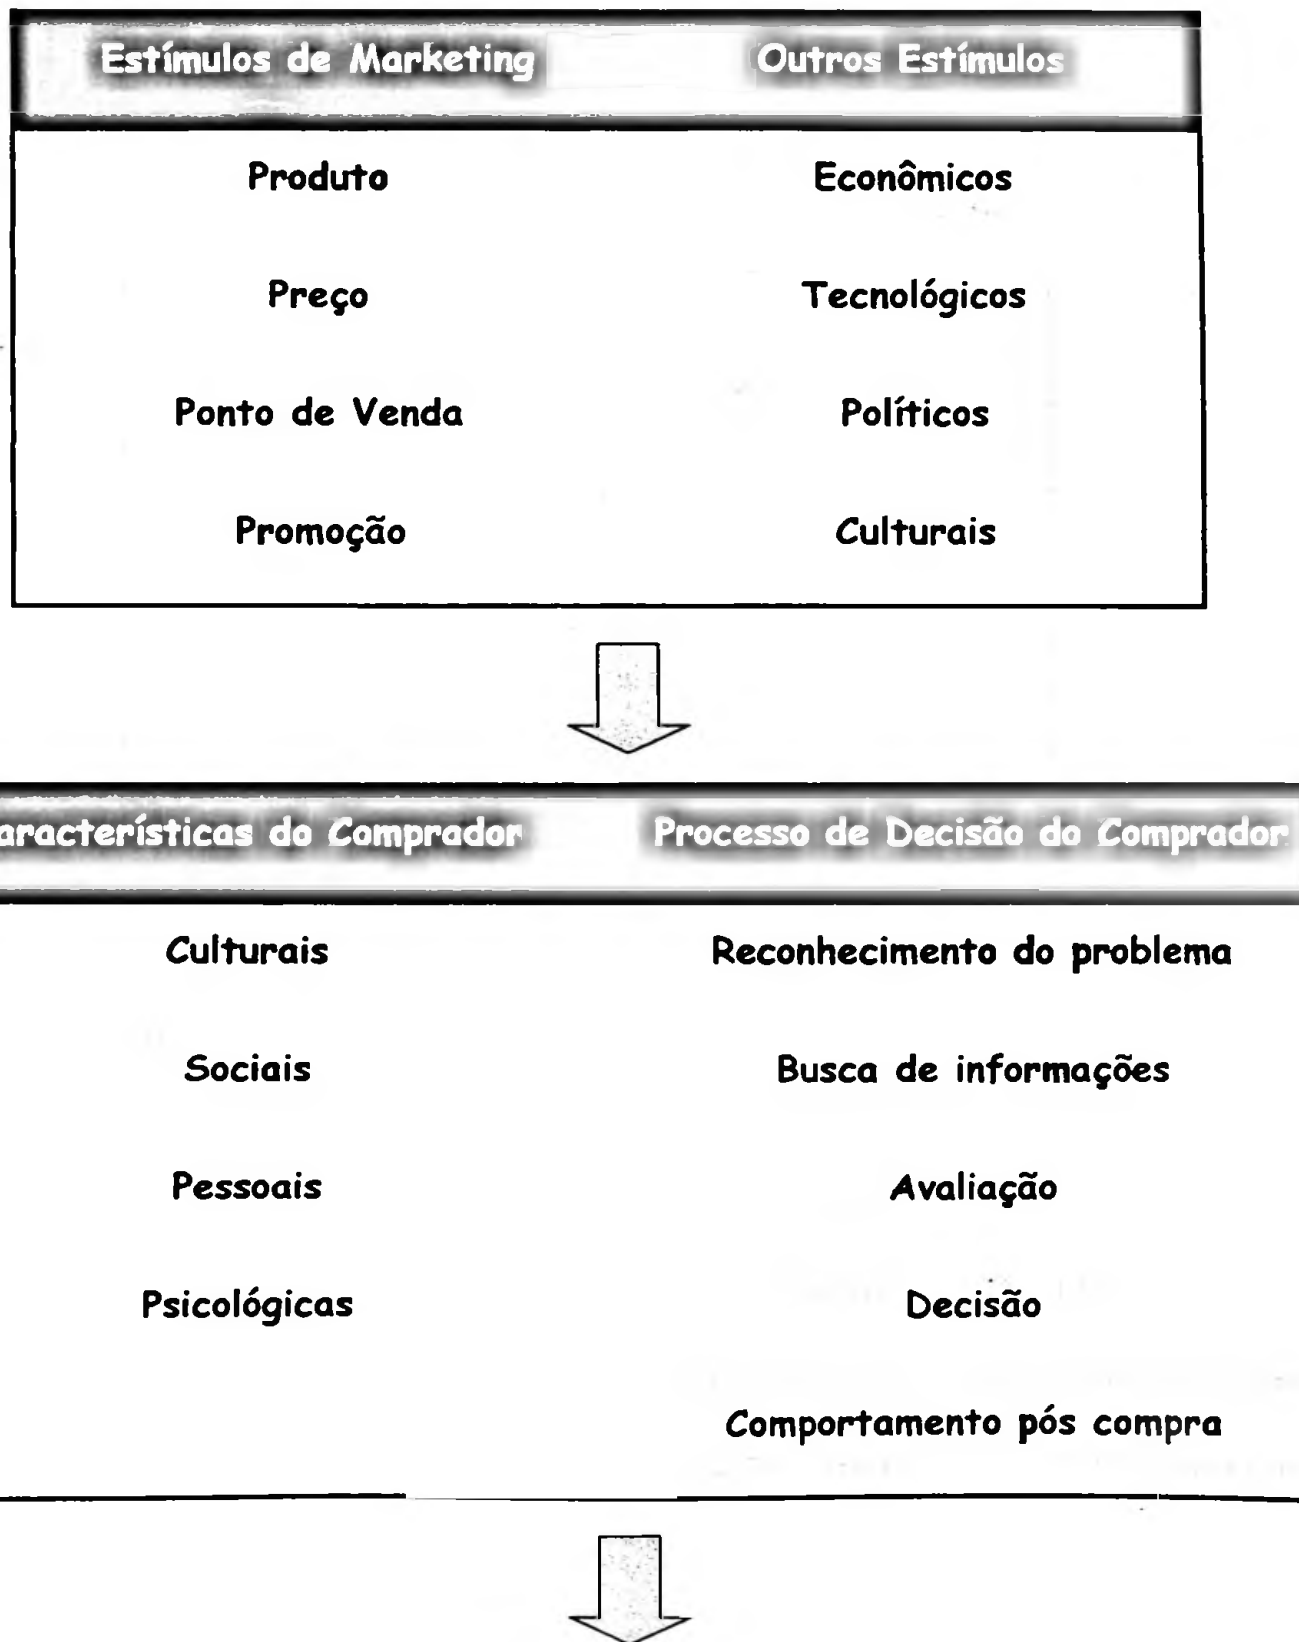 Estímulos de Marketing Outros Estímulos
Produto Econômicos
Preço Tecnológicos
Ponto de Venda Políticos
Promoção Culturais
aracterísticas do Comprador Processo de Decisão do Comprador
Culturais Reconhecimento do problema
Sociais Busca de informações
Pessoais Avaliação
Psicológicas Decisão
Comportamento pós compra